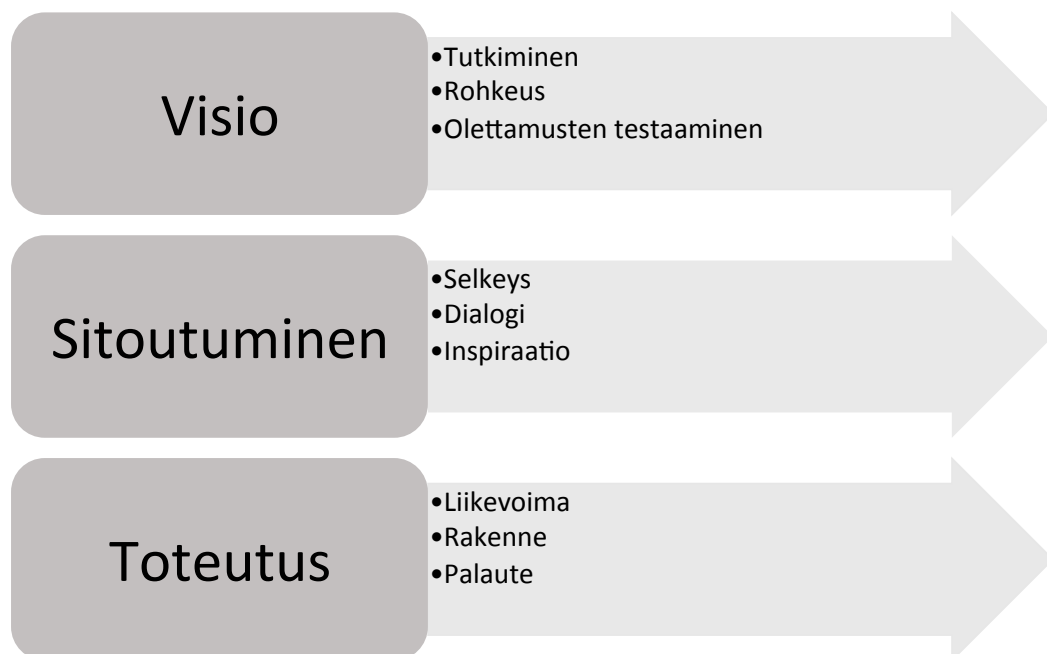 Visio
•Tutkiminen
•Rohkeus
•Olettamusten testaaminen
Sitoutuminen
•Selkeys
•Dialogi
•Inspiraatio
Toteutus
•Liikevoima
•Rakenne
•Palaute